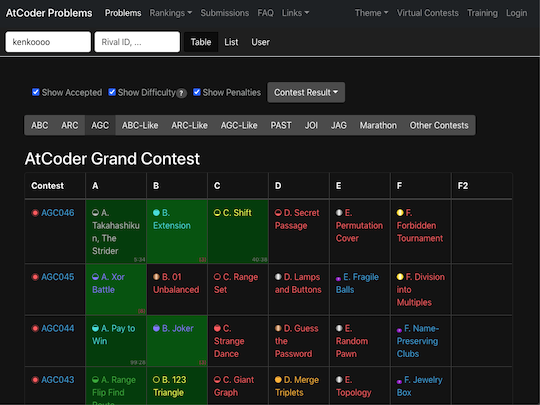 AtCoder Problems Problems Rankings Submissions FAQ Links Theme Virtual Contests Training Login
kenkoooo Rival ID, ... Table List User
Show Accepted Show Difficulty ? Show Penalties Contest Result
ABC ARC AGC ABC-Like ARC-Like AGC-Like PAST JOI JAG Marathon Other Contests
AtCoder Grand Contest
Contest A B C D E F F2
AGC046 A. B. C. Shift D. Secret E. F.
Takahashiku Extension Passage Permutation Forbidden
n, The Cover Tournament
Strider
5:24 40:28
AGC045 A. Xor B. 01 C. Range D. Lamps E. Fragile F. Division
Battle Unbalanced Set and Buttons Balls into
Multiples
AGC044 A. Pay to B. Joker C. D. Guess E. F. Name-
Win Strange the Random Preserving
Dance Password Pawn Clubs
99:28
AGC043 A. Range B. 123 C. Giant D. Merge E. F. Jewelry
Flip Find Triangle Graph Triplets Topology Box
Route